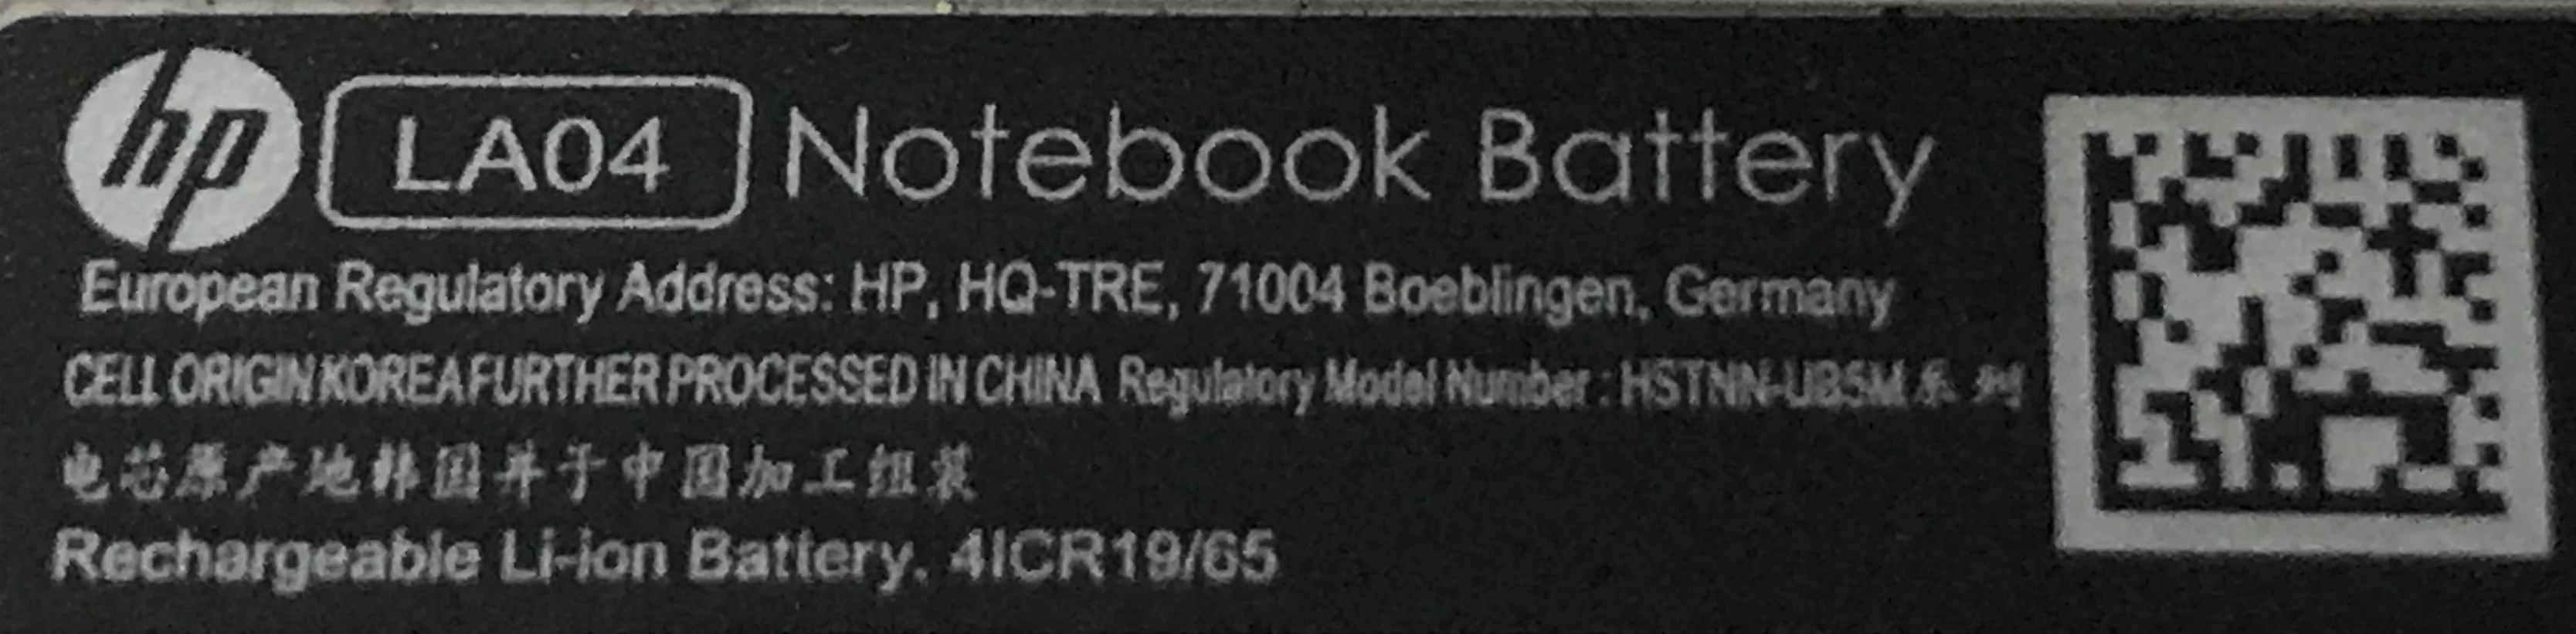 hp LA04 Notebook Battery
European Regulatory Address: HP, HQ-TRE, 71004 Boeblingen, Germany
CELL ORIGIN KOREA FURTHER PROCESSED IN CHINA Regulatory Model Number : HSTNN-UB5M 系列
电芯原产地韩国并于中国加工组装
Rechargeable Li-ion Battery. 4ICR19/65